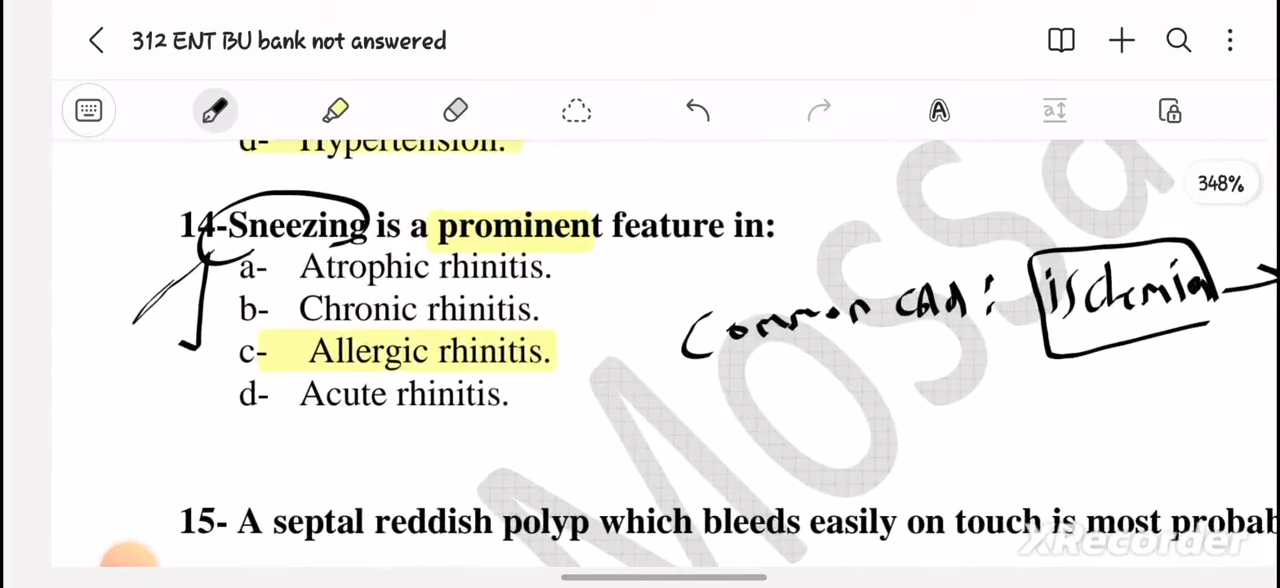 312 ENT BU bank not answered
348%
d- Hypertension.
14-Sneezing is a prominent feature in:
a- Atrophic rhinitis.
b- Chronic rhinitis.
c- Allergic rhinitis.
d- Acute rhinitis.
Common : ischemia
15- A septal reddish polyp which bleeds easily on touch is most probab
Mossa
XRecorder